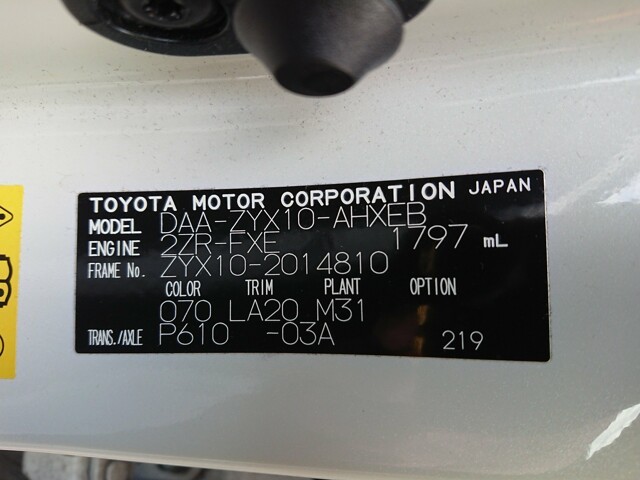 TOYOTA MOTOR CORPORATION JAPAN
MODEL DAA-ZYX10-AHXEB
ENGINE 2ZR-FXE 1797 mL
FRAME No. ZYX10-2014810
COLOR TRIM PLANT OPTION
070 LA20 M31
TRANS./AXLE P610 -03A 219